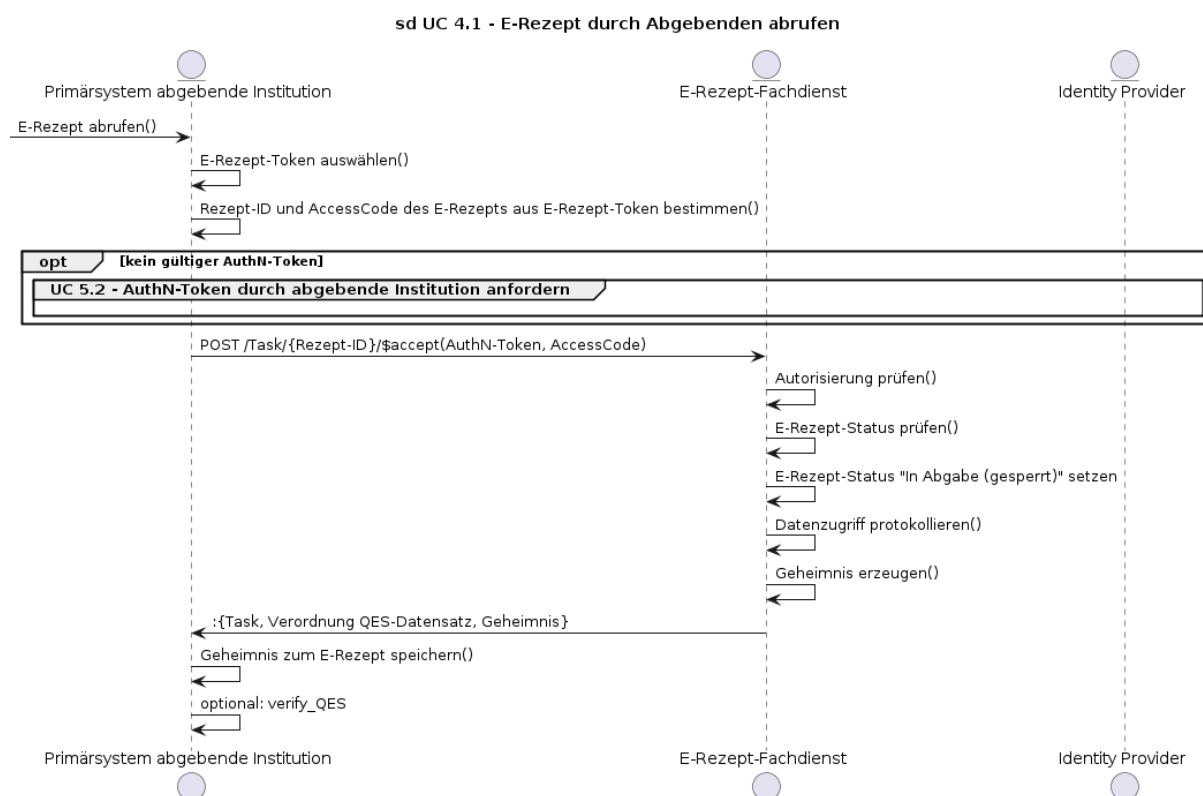 sd UC 4.1 - E-Rezept durch Abgebenden abrufen
Primärsystem abgebende Institution
E-Rezept-Fachdienst
Identity Provider
E-Rezept abrufen()
E-Rezept-Token auswählen()
Rezept-ID und AccessCode des E-Rezepts aus E-Rezept-Token bestimmen()
opt [kein gültiger AuthN-Token]
UC 5.2 - AuthN-Token durch abgebende Institution anfordern
POST /Task/{Rezept-ID}/$accept(AuthN-Token, AccessCode)
Autorisierung prüfen()
E-Rezept-Status prüfen()
E-Rezept-Status "In Abgabe (gesperrt)" setzen
Datenzugriff protokollieren()
Geheimnis erzeugen()
:{Task, Verordnung QES-Datensatz, Geheimnis}
Geheimnis zum E-Rezept speichern()
optional: verify_QES
Primärsystem abgebende Institution
E-Rezept-Fachdienst
Identity Provider